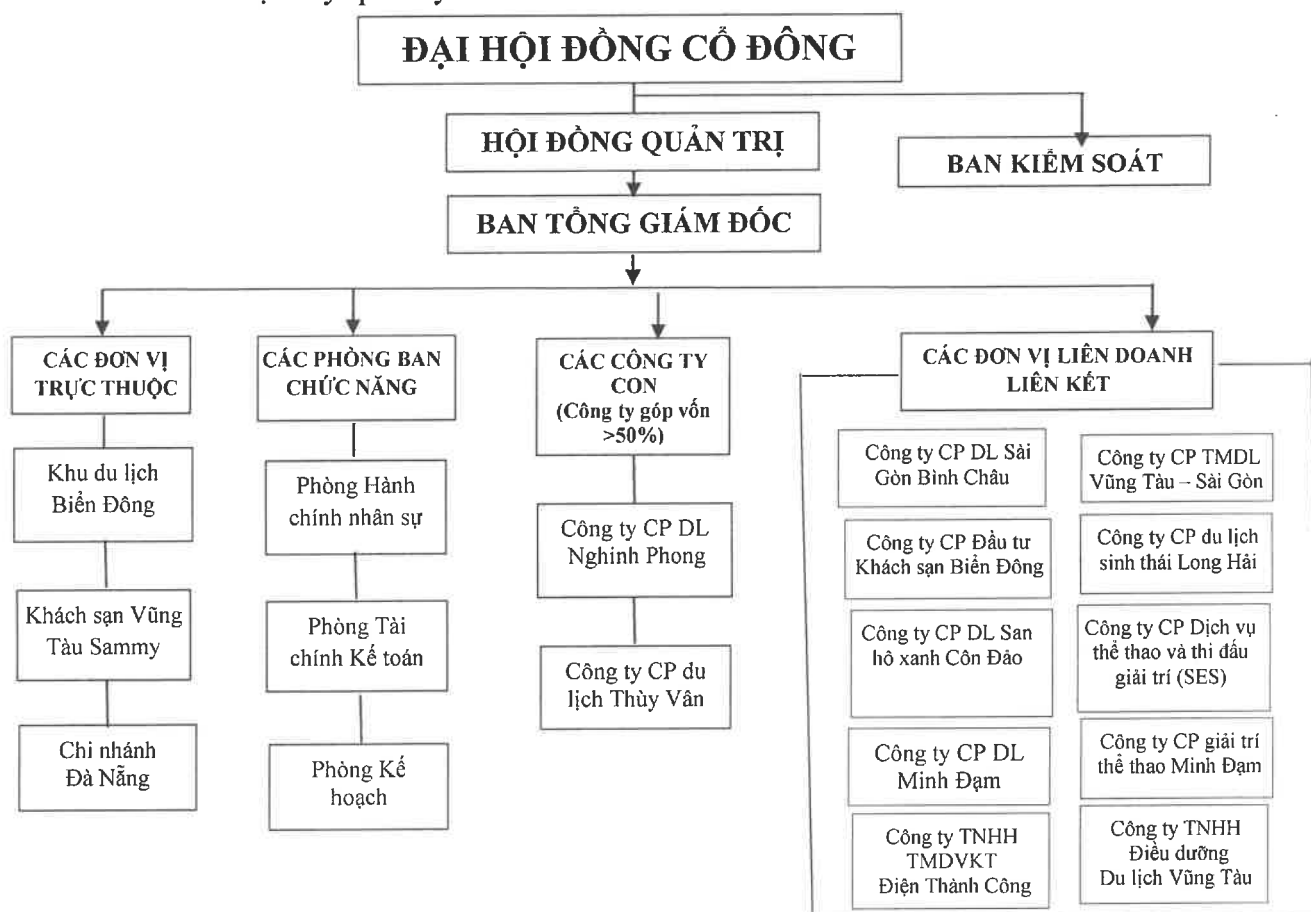 ĐẠI HỘI ĐỒNG CỔ ĐÔNG
HỘI ĐỒNG QUẢN TRỊ
BAN KIỂM SOÁT
BAN TỔNG GIÁM ĐỐC
CÁC ĐƠN VỊ
TRỰC THUỘC
Khu du lịch
Biển Đông
Khách sạn Vũng
Tàu Sammy
Chi nhánh
Đà Nẵng
CÁC PHÒNG BAN
CHỨC NĂNG
Phòng Hành
chính nhân sự
Phòng Tài
chính Kế toán
Phòng Kế
hoạch
CÁC CÔNG TY
CON
(Công ty góp vốn
>50%)
Công ty CP DL
Nghinh Phong
Công ty CP du
lịch Thùy Vân
CÁC ĐƠN VỊ LIÊN DOANH
LIÊN KẾT
Công ty CP DL Sài
Gòn Bình Châu
Công ty CP TMDL
Vũng Tàu – Sài Gòn
Công ty CP Đầu tư
Khách sạn Biển Đông
Công ty CP du lịch
sinh thái Long Hải
Công ty CP DL San
hô xanh Côn Đảo
Công ty CP Dịch vụ
thể thao và thi đấu
giải trí (SES)
Công ty CP DL
Minh Đạm
Công ty CP giải trí
thể thao Minh Đạm
Công ty TNHH
TMDVKT
Điện Thành Công
Công ty TNHH
Điều dưỡng
Du lịch Vũng Tàu